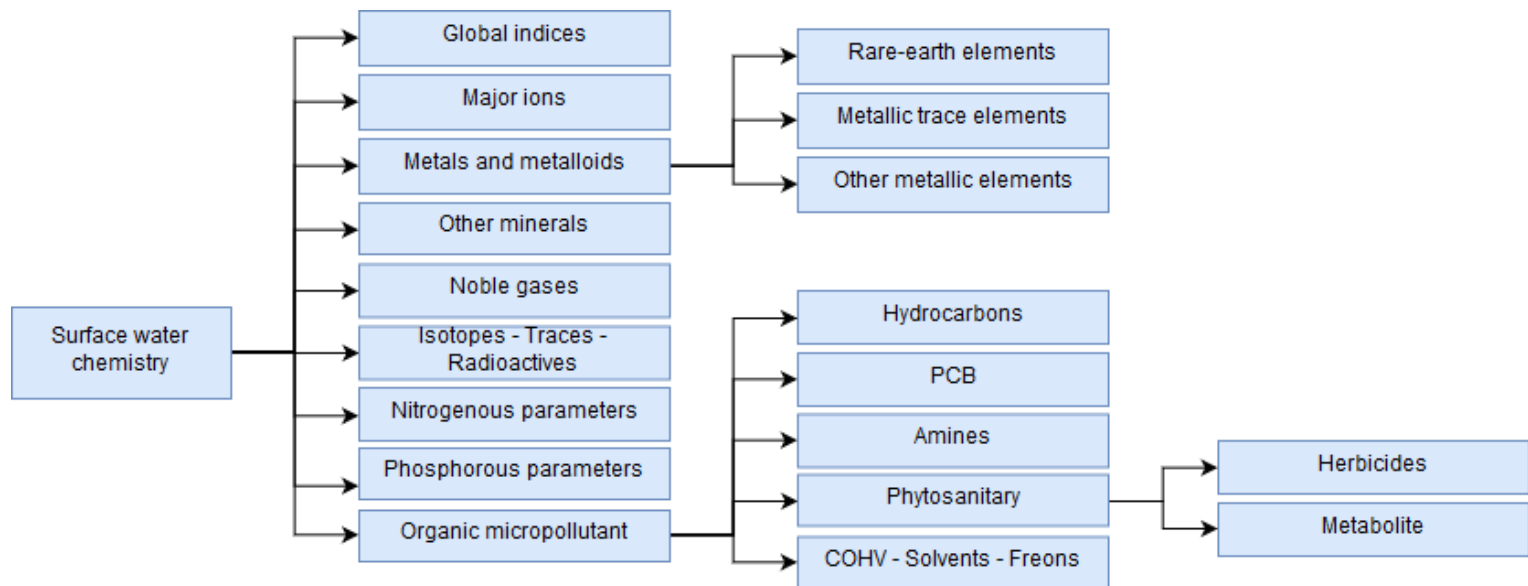 Global indices
Major ions
Metals and metalloids
Other minerals
Noble gases
Isotopes - Traces -
Radioactives
Nitrogenous parameters
Phosphorous parameters
Organic micropollutant
Surface water
chemistry
Rare-earth elements
Metallic trace elements
Other metallic elements
Hydrocarbons
PCB
Amines
Phytosanitary
COHV - Solvents - Freons
Herbicides
Metabolite